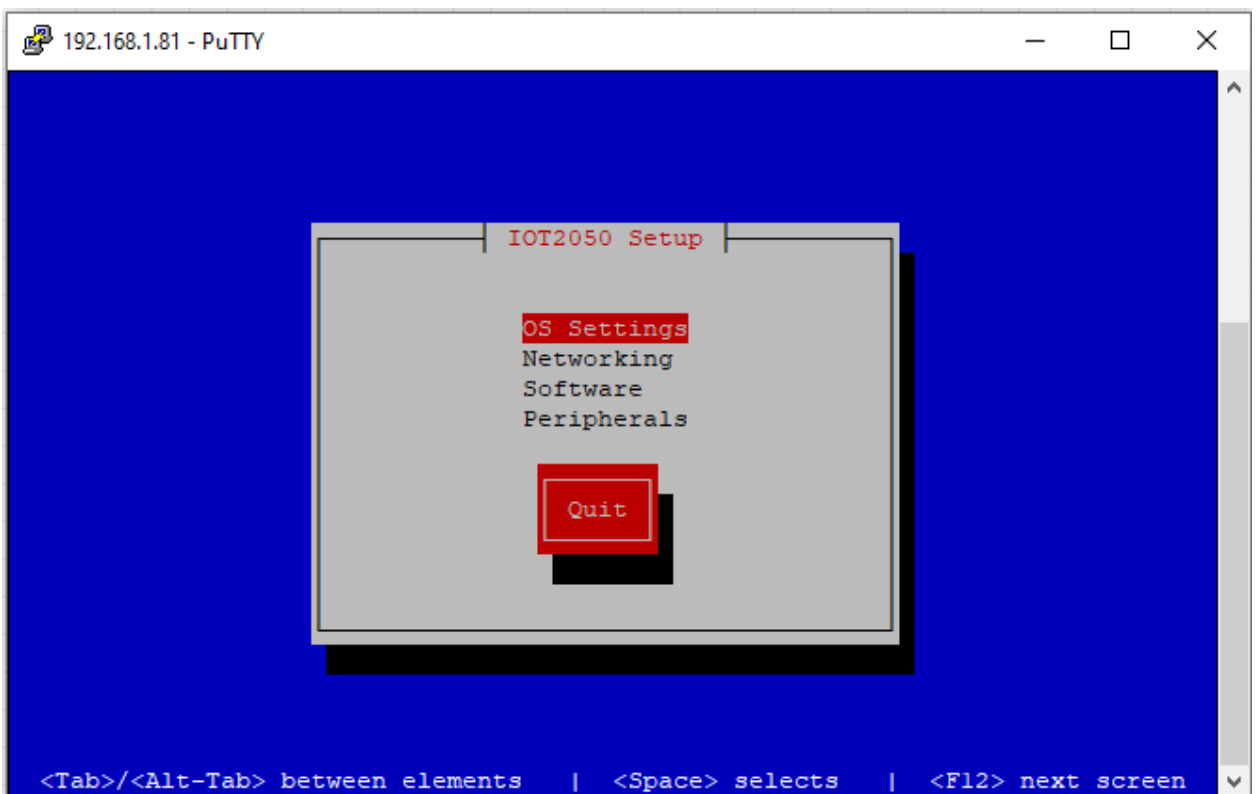 192.168.1.81 - PuTTY
IOT2050 Setup
OS Settings
Networking
Software
Peripherals
Quit
<Tab>/<Alt-Tab> between elements | <Space> selects | <F12> next screen